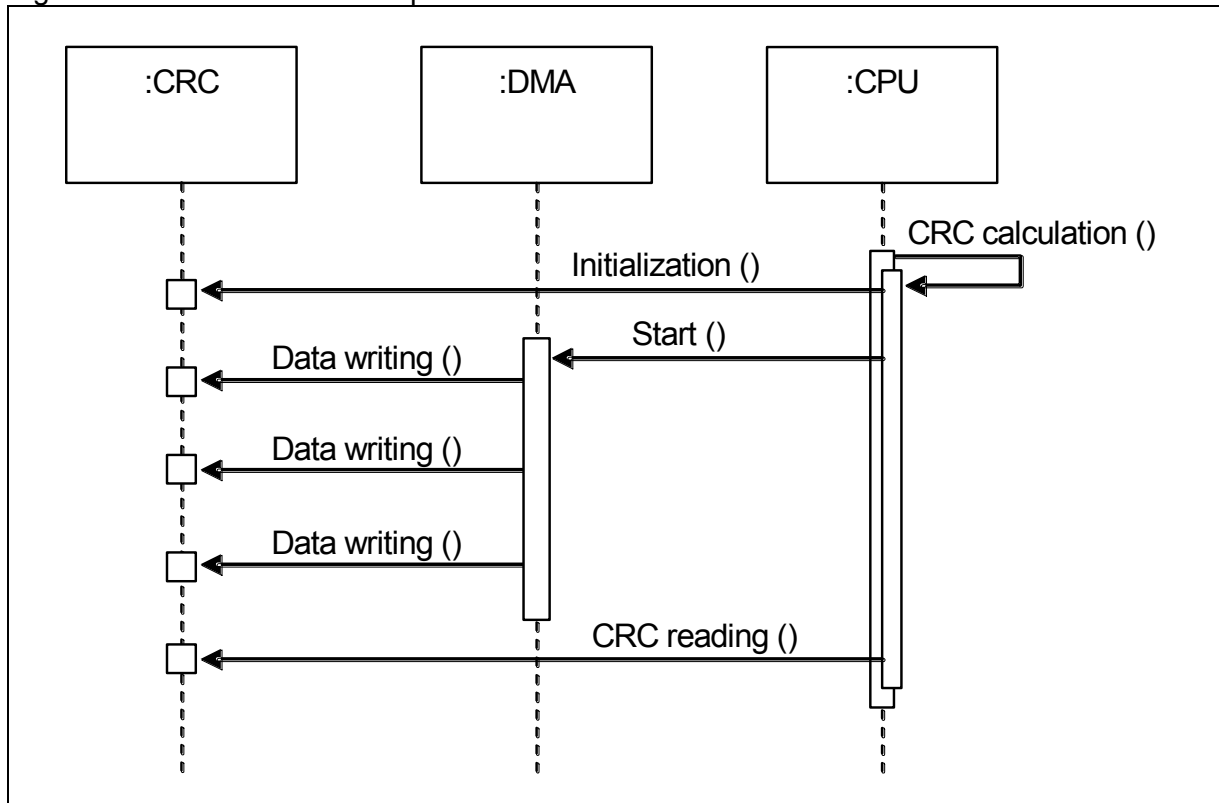 :CRC
:DMA
:CPU
CRC calculation ()
Initialization ()
Start ()
Data writing ()
Data writing ()
Data writing ()
CRC reading ()